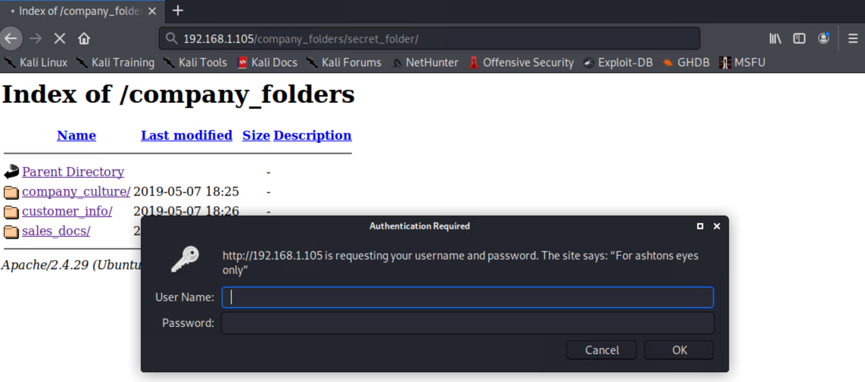 Index of /company_folde
192.168.1.105/company_folders/secret_folder/
Kali Linux Kali Training Kali Tools Kali Docs Kali Forums NetHunter Offensive Security Exploit-DB GHDB MSFU
Index of /company_folders
Name Last modified Size Description
Parent Directory -
company_culture/ 2019-05-07 18:25 -
customer_info/ 2019-05-07 18:26 -
sales_docs/ 2
Apache/2.4.29 (Ubuntu
Authentication Required
http://192.168.1.105 is requesting your username and password. The site says: “For ashtons eyes
only”
User Name:
Password:
Cancel OK